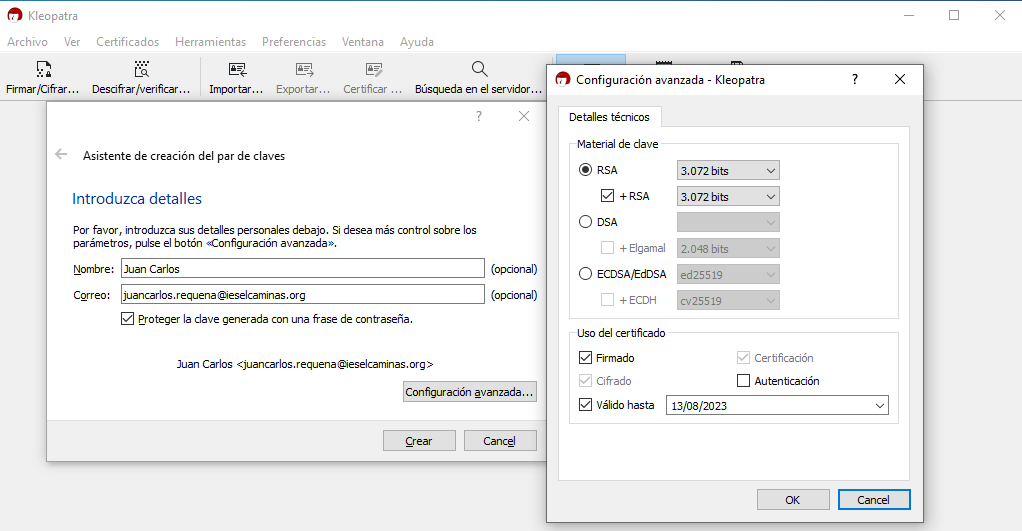 Kleopatra
Archivo Ver Certificados Herramientas Preferencias Ventana Ayuda
Firmar/Cifrar... Descifrar/verificar... Importar... Exportar... Certificar ... Búsqueda en el servidor...
?
Asistente de creación del par de claves
Introduzca detalles
Por favor, introduzca sus detalles personales debajo. Si desea más control sobre los
parámetros, pulse el botón «Configuración avanzada».
Nombre: Juan Carlos (opcional)
Correo: juancarlos.requena@ieselcaminas.org (opcional)
Proteger la clave generada con una frase de contraseña.
Juan Carlos <juancarlos.requena@ieselcaminas.org>
Configuración avanzada...
Crear Cancel
Configuración avanzada - Kleopatra ?
Detalles técnicos
Material de clave
RSA 3.072 bits
+ RSA 3.072 bits
DSA
+ Elgamal 2.048 bits
ECDSA/EdDSA ed25519
+ ECDH cv25519
Uso del certificado
Firmado Certificación
Cifrado Autenticación
Válido hasta 13/08/2023
OK Cancel